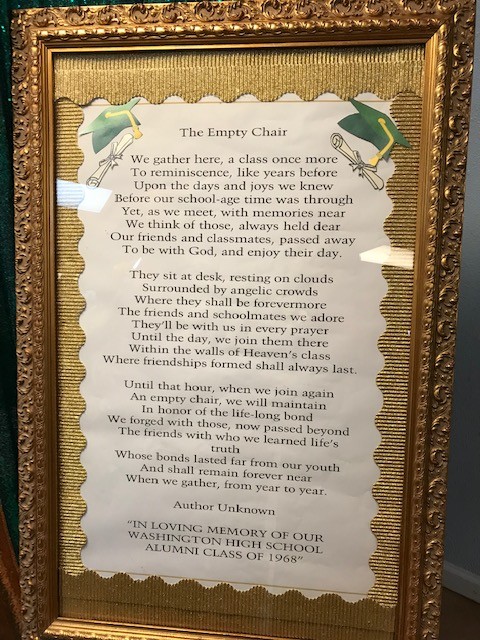 The Empty Chair
We gather here, a class once more
To reminiscence, like years before
Upon the days and joys we knew
Before our school-age time was through
Yet, as we meet, with memories near
We think of those, always held dear
Our friends and classmates, passed away
To be with God, and enjoy their day.
They sit at desk, resting on clouds
Surrounded by angelic crowds
Where they shall be forevermore
The friends and schoolmates we adore
They'll be with us in every prayer
Until the day, we join them there
Within the walls of Heaven's class
Where friendships formed shall always last.
Until that hour, when we join again
An empty chair, we will maintain
In honor of the life-long bond
We forged with those, now passed beyond
The friends with who we learned life's
truth
Whose bonds lasted far from our youth
And shall remain forever near
When we gather, from year to year.
Author Unknown
"IN LOVING MEMORY OF OUR
WASHINGTON HIGH SCHOOL
ALUMNI CLASS OF 1968"